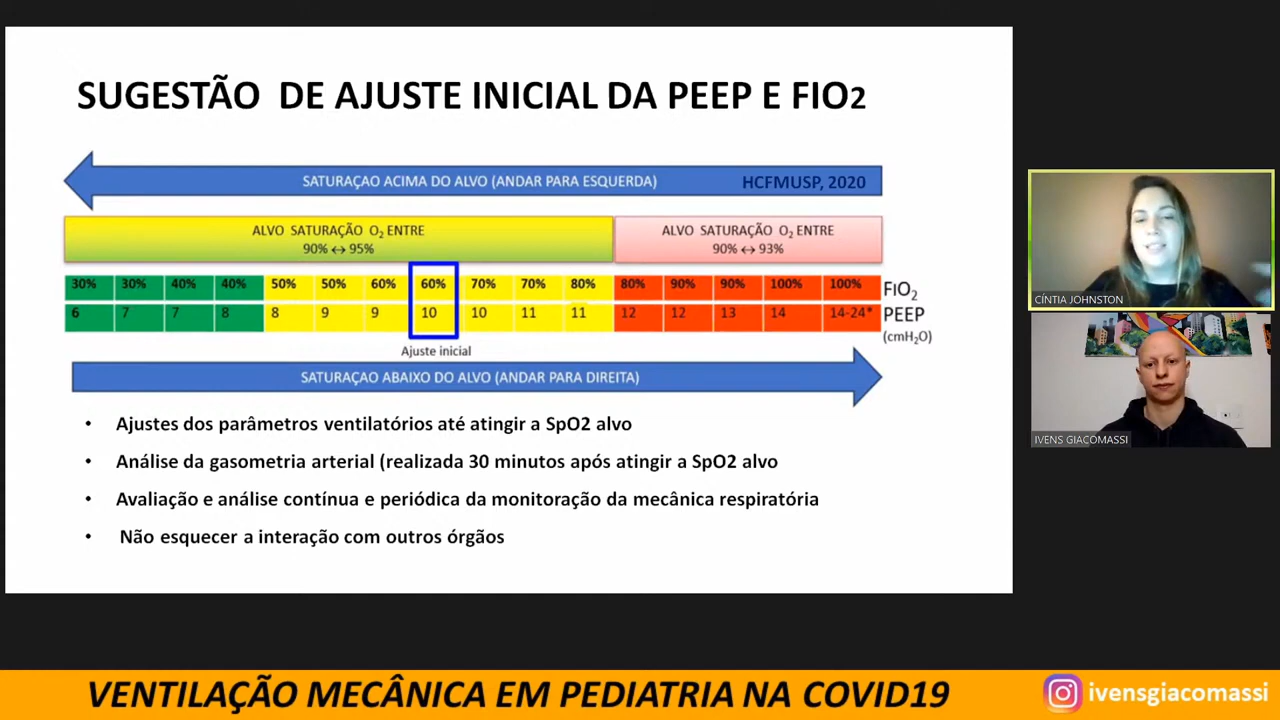 SUGESTÃO DE AJUSTE INICIAL DA PEEP E FIO2
SATURAÇAO ACIMA DO ALVO (ANDAR PARA ESQUERDA) HCFMUSP, 2020
ALVO SATURAÇÃO O₂ ENTRE
90% ↔ 95%
ALVO SATURAÇÃO O₂ ENTRE
90% ↔ 93%
30% 30% 40% 40% 50% 50% 60% 60% 70% 70% 80% 80% 90% 90% 100% 100% FIO₂
6 7 7 8 8 9 9 10 10 11 11 12 12 13 14 14-24* PEEP
(cmH₂O)
Ajuste inicial
SATURAÇAO ABAIXO DO ALVO (ANDAR PARA DIREITA)
• Ajustes dos parâmetros ventilatórios até atingir a SpO2 alvo
• Análise da gasometria arterial (realizada 30 minutos após atingir a SpO2 alvo
• Avaliação e análise contínua e periódica da monitoração da mecânica respiratória
• Não esquecer a interação com outros órgãos
CÍNTIA JOHNSTON
IVENS GIACOMASSI
VENTILAÇÃO MECÂNICA EM PEDIATRIA NA COVID19
ivensgiacomassi